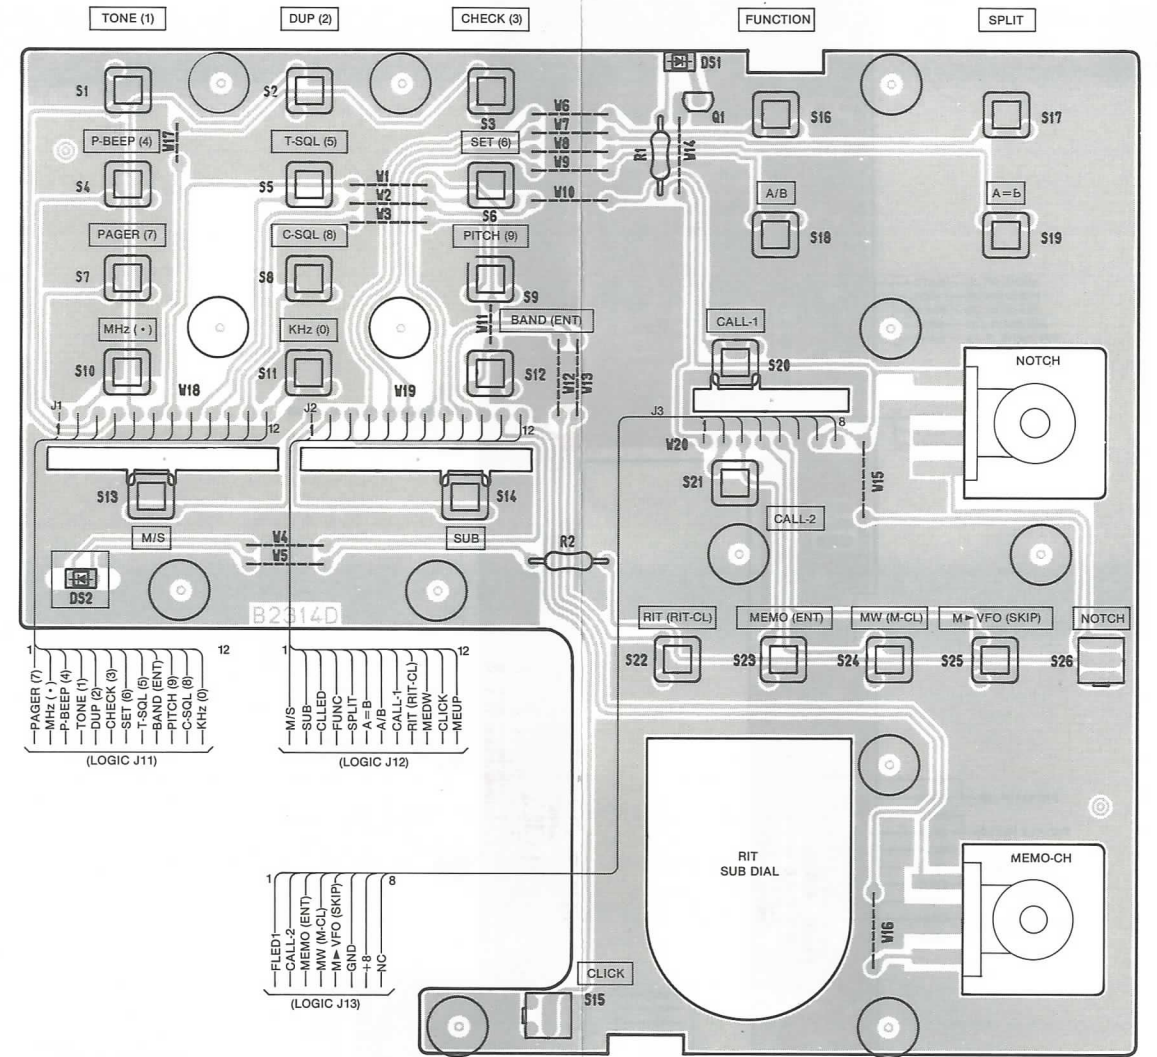 TONE (1)
DUP (2)
CHECK (3)
FUNCTION
SPLIT
DS1
S1
S2
S3
W6
Q1
S16
S17
W7
P-BEEP (4)
W17
T-SQL (5)
SET (6)
W8
R1
W14
W9
S4
S5
W1
W10
A/B
A=B
W2
S6
W3
PAGER (7)
C-SQL (8)
PITCH (9)
S18
S19
S7
S8
S9
MHz (•)
KHz (0)
W11
BAND (ENT)
CALL-1
NOTCH
S10
S11
S12
S20
W18
W19
W12
W13
J1
1
12
J2
1
12
J3
1
8
W20
W15
S13
S14
S21
M/S
SUB
CALL-2
W4
W5
R2
DS2
B2314D
RIT (RIT-CL)
MEMO (ENT)
MW (M-CL)
M►VFO (SKIP)
NOTCH
S22
S23
S24
S25
S26
1
12
PAGER (7)
MHz (•)
P-BEEP (4)
TONE (1)
DUP (2)
CHECK (3)
SET (6)
T-SQL (5)
BAND (ENT)
PITCH (9)
C-SQL (8)
KHz (0)
(LOGIC J11)
1
12
M/S
SUB
CLLED
FUNC
SPLIT
A=B
A/B
CALL-1
RIT (RIT-CL)
MEDW
CLICK
MEUP
(LOGIC J12)
RIT
SUB DIAL
MEMO-CH
1
8
FLED1
CALL-2
MEMO (ENT)
MW (M-CL)
M►VFO (SKIP)
GND
+8
NC
(LOGIC J13)
W16
CLICK
S15